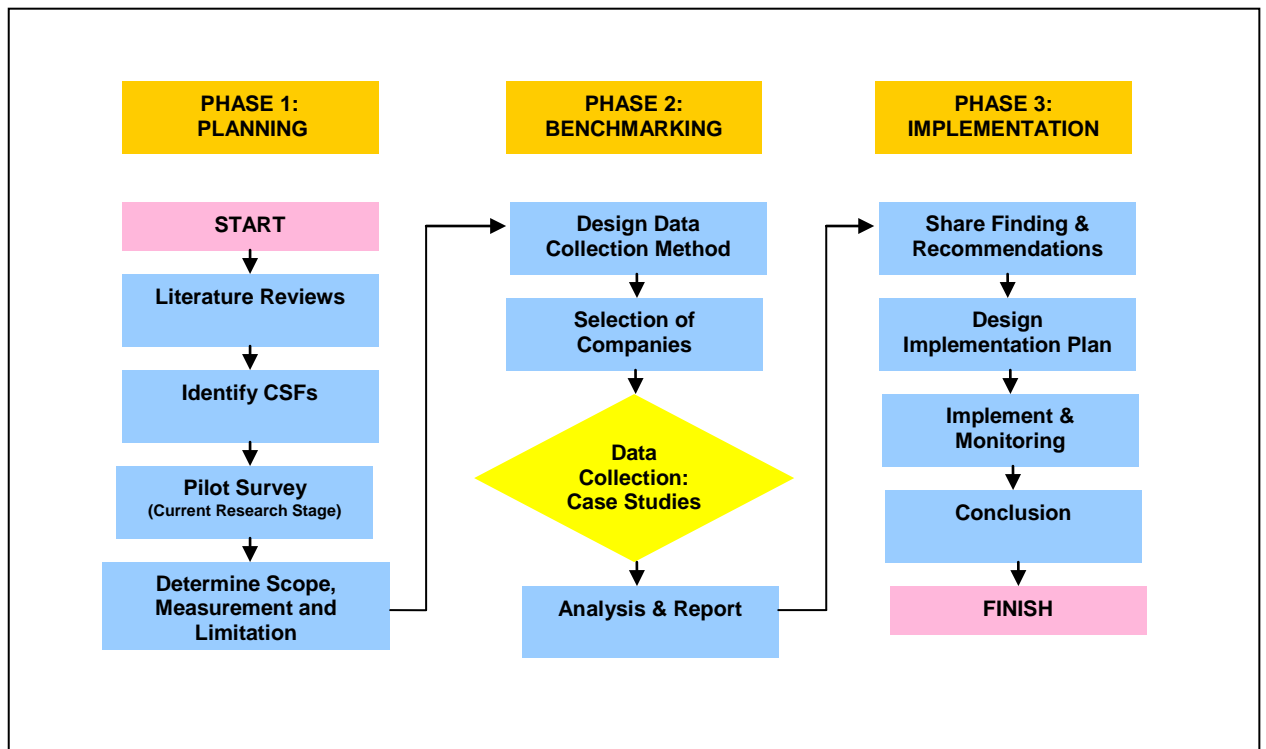 PHASE 1:
PLANNING
START
Literature Reviews
Identify CSFs
Pilot Survey
(Current Research Stage)
Determine Scope,
Measurement and
Limitation
PHASE 2:
BENCHMARKING
Design Data
Collection Method
Selection of
Companies
Data
Collection:
Case Studies
Analysis & Report
PHASE 3:
IMPLEMENTATION
Share Finding &
Recommendations
Design
Implementation Plan
Implement &
Monitoring
Conclusion
FINISH